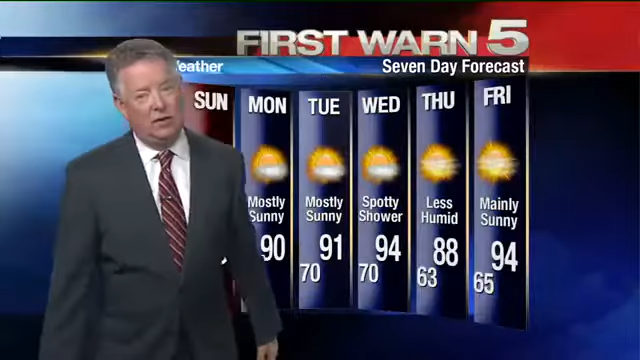 FIRST WARN 5
Weather
Seven Day Forecast
SUN
MON
Mostly
Sunny
90
TUE
Mostly
Sunny
91
70
WED
Spotty
Shower
94
70
THU
Less
Humid
88
63
FRI
Mainly
Sunny
94
65